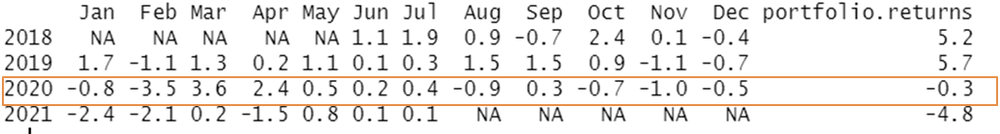 Jan Feb Mar Apr May Jun Jul Aug Sep Oct Nov Dec portfolio.returns
2018 NA NA NA NA NA 1.1 1.9 0.9 -0.7 2.4 0.1 -0.4 5.2
2019 1.7 -1.1 1.3 0.2 1.1 0.1 0.3 1.5 1.5 0.9 -1.1 -0.7 5.7
2020 -0.8 -3.5 3.6 2.4 0.5 0.2 0.4 -0.9 0.3 -0.7 -1.0 -0.5 -0.3
2021 -2.4 -2.1 0.2 -1.5 0.8 0.1 0.1 NA NA NA NA NA -4.8